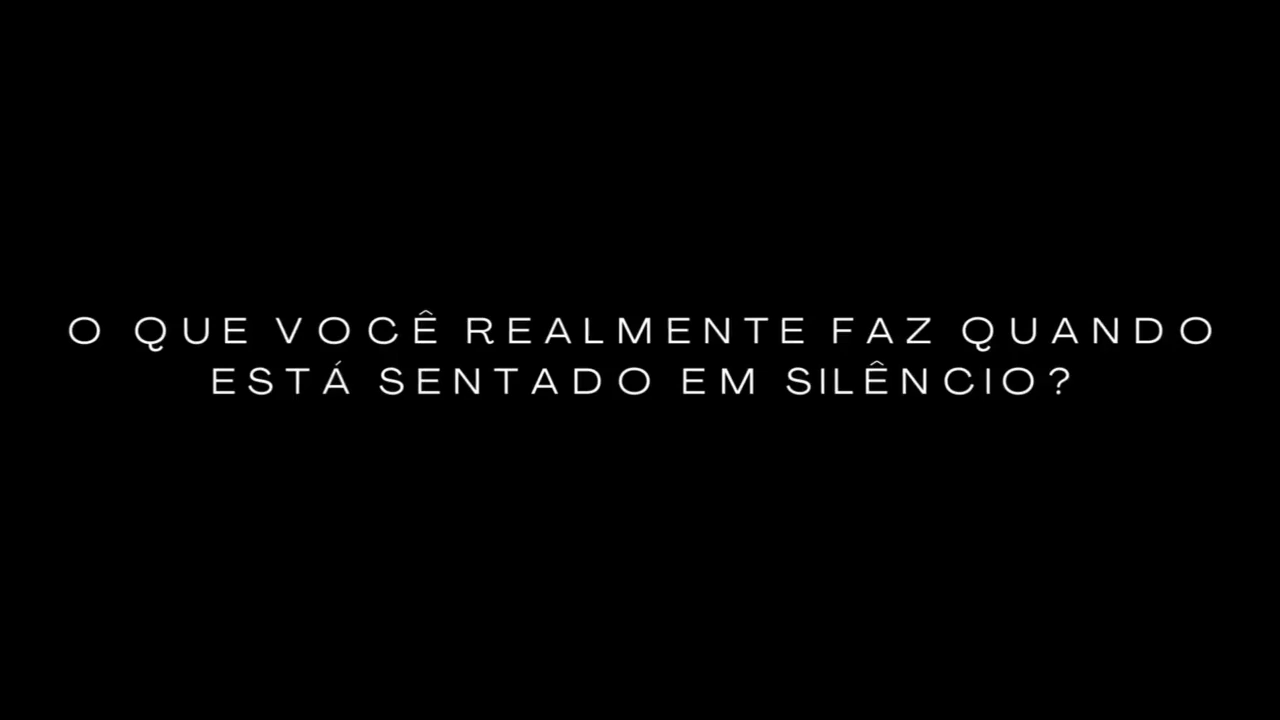 O QUE VOCÊ REALMENTE FAZ QUANDO
ESTÁ SENTADO EM SILÊNCIO?